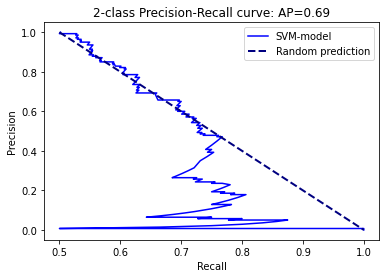 2-class Precision-Recall curve: AP=0.69
1.0
0.8
0.6
0.4
0.2
0.0
Precision
SVM-model
Random prediction
0.5 0.6 0.7 0.8 0.9 1.0
Recall